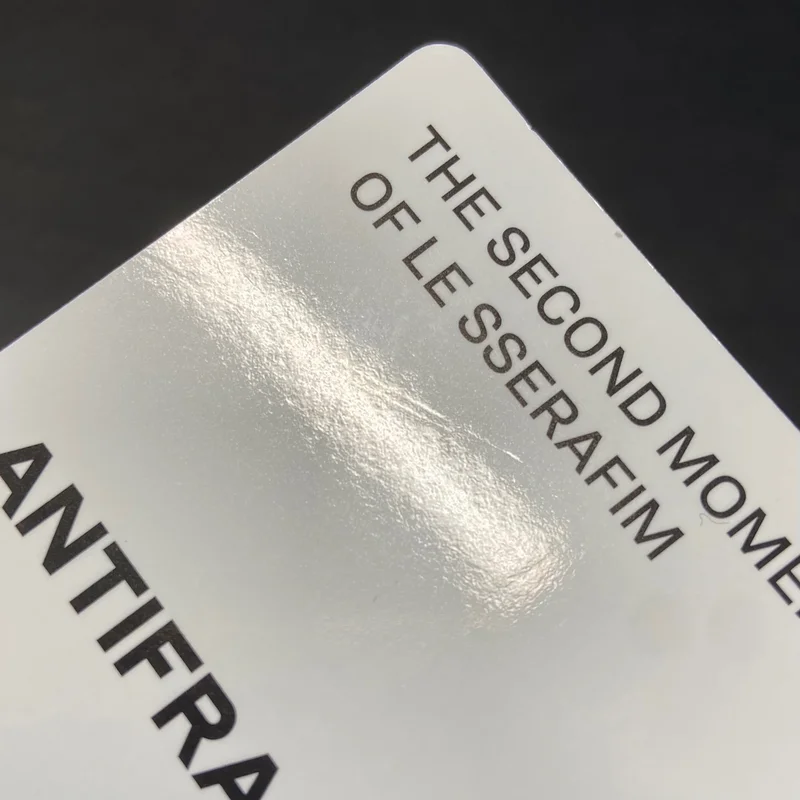 THE SECOND MOME
OF LE SSERAFIM
ANTIFRA